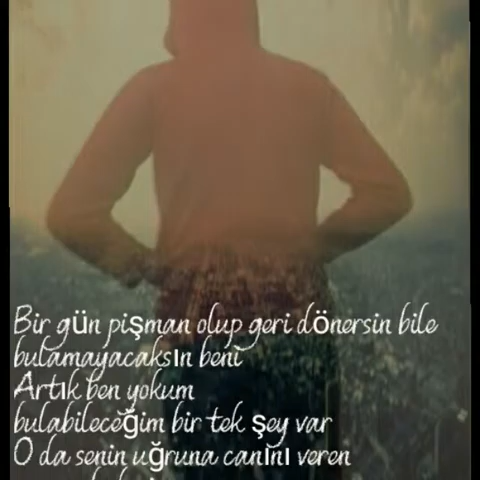 Bir gün pişman olup geri dönersin bile
bulamayacaksın beni
Artık ben yokum
bulabileceğim bir tek şey var
O da senin uğruna canını veren